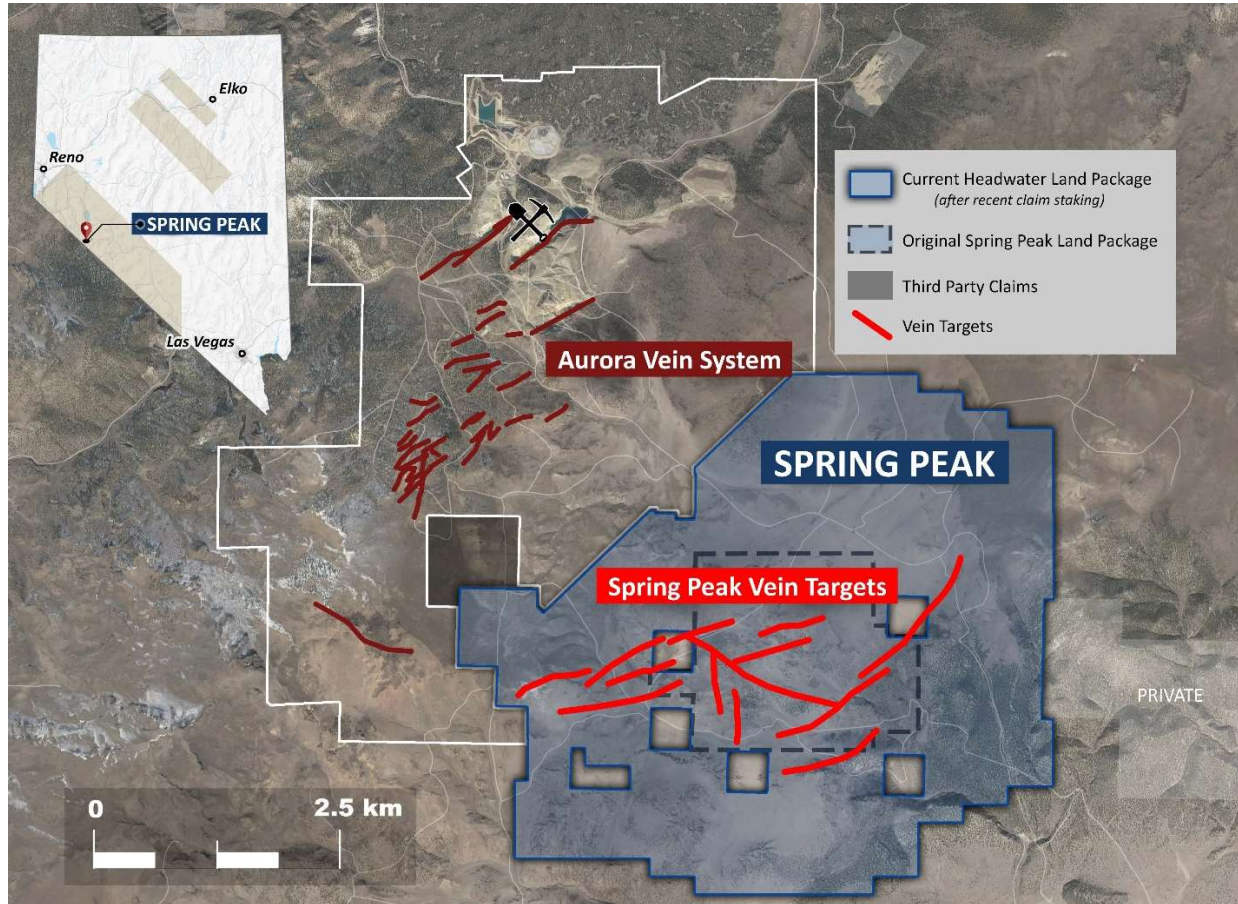 Elko
Reno
SPRING PEAK
Las Vegas
Current Headwater Land Package
(after recent claim staking)
Original Spring Peak Land Package
Third Party Claims
Vein Targets
Aurora Vein System
SPRING PEAK
Spring Peak Vein Targets
PRIVATE
0
2.5 km